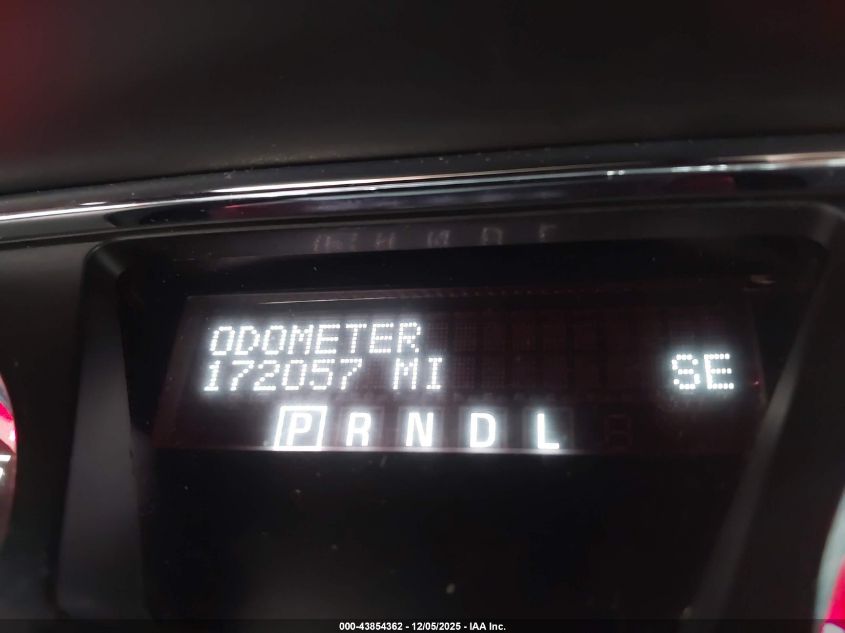 ODOMETER
172057 MI SE
P R N D L
000-43854362 - 12/05/2025 - IAA Inc.